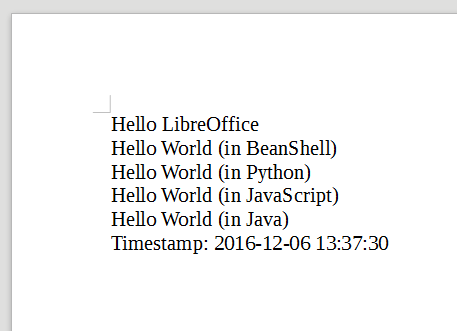 Hello LibreOffice
Hello World (in BeanShell)
Hello World (in Python)
Hello World (in JavaScript)
Hello World (in Java)
Timestamp: 2016-12-06 13:37:30